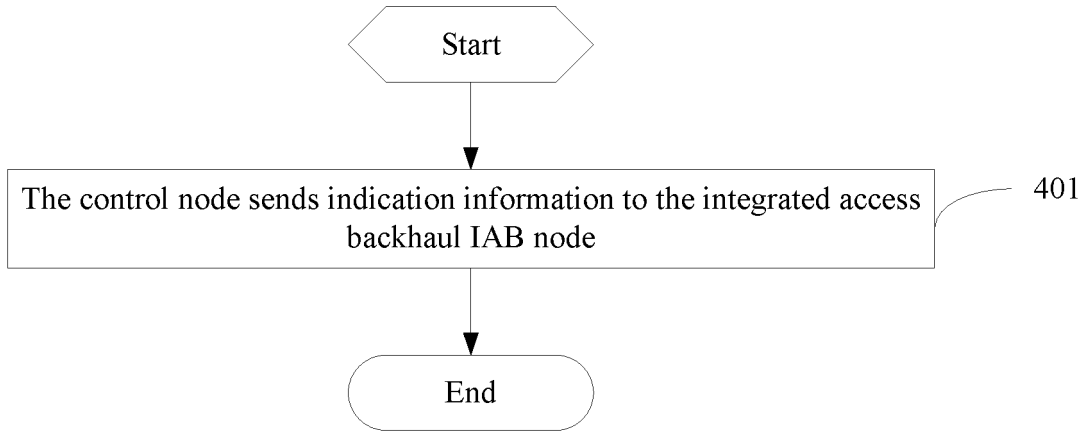 Start
The control node sends indication information to the integrated access
backhaul IAB node
401
End